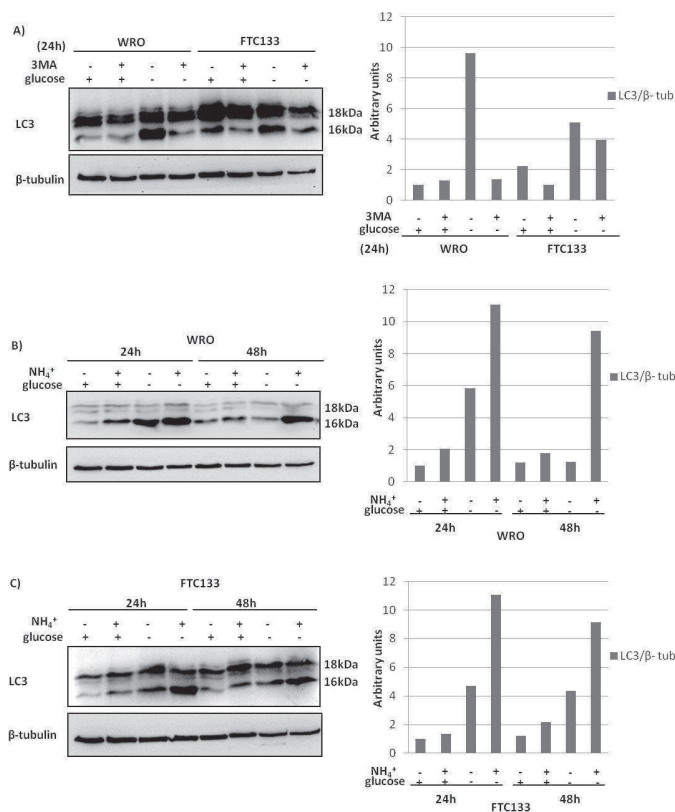 A)
(24h) WRO FTC133
3MA - + - + - + - +
glucose + + - - + + - -
LC3
18kDa
16kDa
β-tubulin
Arbitrary units
12
10
8
6
4
2
0
LC3/β- tub
3MA - + - + - + - +
glucose + + - - + + - -
(24h) WRO FTC133
B)
WRO
24h 48h
NH₄⁺ - + - + - + - +
glucose + + - - + + - -
LC3
18kDa
16kDa
β-tubulin
Arbitrary units
12
10
8
6
4
2
0
LC3/β- tub
NH₄⁺ - + - + - + - +
glucose + + - - + + - -
24h 48h
WRO
C)
FTC133
24h 48h
NH₄⁺ - + - + - + - +
glucose + + - - + + - -
LC3
18kDa
16kDa
β-tubulin
Arbitrary units
12
10
8
6
4
2
0
LC3/β- tub
NH₄⁺ - + - + - + - +
glucose + + - - + + - -
24h 48h
FTC133